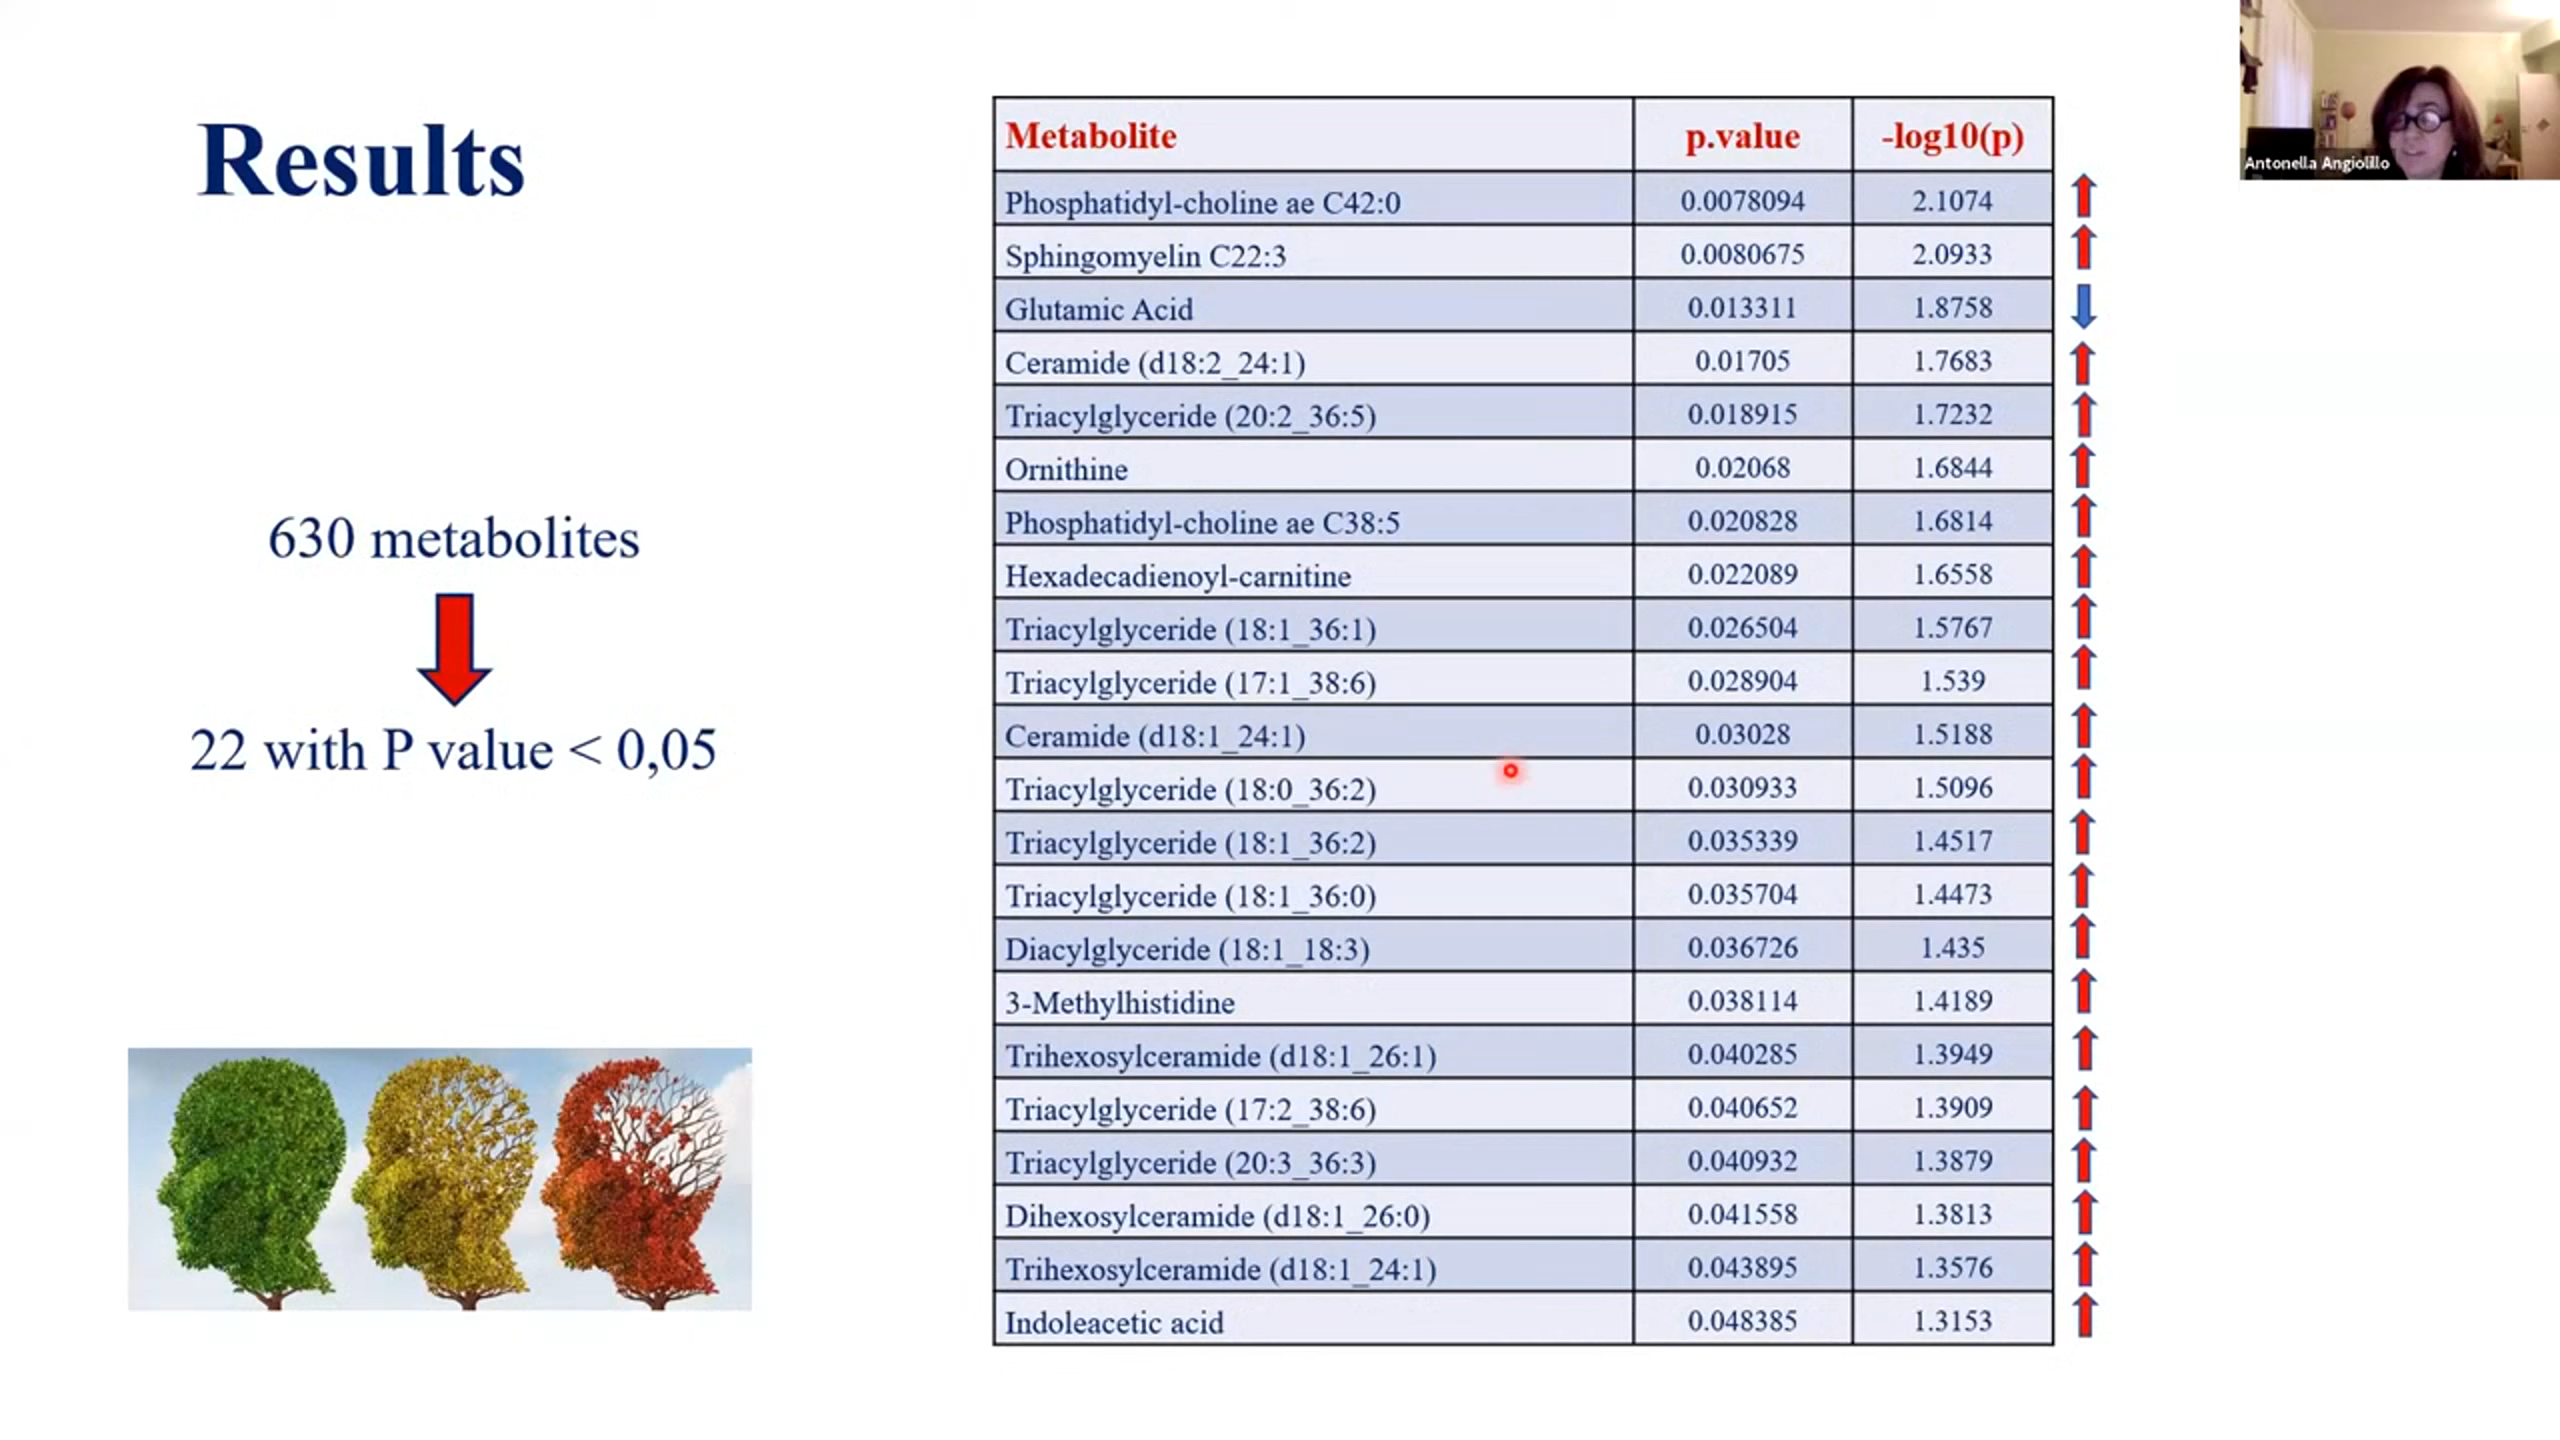 Results
630 metabolites
22 with P value < 0,05
Metabolite p.value -log10(p)
Phosphatidyl-choline ae C42:0 0.0078094 2.1074
Sphingomyelin C22:3 0.0080675 2.0933
Glutamic Acid 0.013311 1.8758
Ceramide (d18:2_24:1) 0.01705 1.7683
Triacylglyceride (20:2_36:5) 0.018915 1.7232
Ornithine 0.02068 1.6844
Phosphatidyl-choline ae C38:5 0.020828 1.6814
Hexadecadienoyl-carnitine 0.022089 1.6558
Triacylglyceride (18:1_36:1) 0.026504 1.5767
Triacylglyceride (17:1_38:6) 0.028904 1.539
Ceramide (d18:1_24:1) 0.03028 1.5188
Triacylglyceride (18:0_36:2) 0.030933 1.5096
Triacylglyceride (18:1_36:2) 0.035339 1.4517
Triacylglyceride (18:1_36:0) 0.035704 1.4473
Diacylglyceride (18:1_18:3) 0.036726 1.435
3-Methylhistidine 0.038114 1.4189
Trihexosylceramide (d18:1_26:1) 0.040285 1.3949
Triacylglyceride (17:2_38:6) 0.040652 1.3909
Triacylglyceride (20:3_36:3) 0.040932 1.3879
Dihexosylceramide (d18:1_26:0) 0.041558 1.3813
Trihexosylceramide (d18:1_24:1) 0.043895 1.3576
Indoleacetic acid 0.048385 1.3153
Antonella Angiolillo